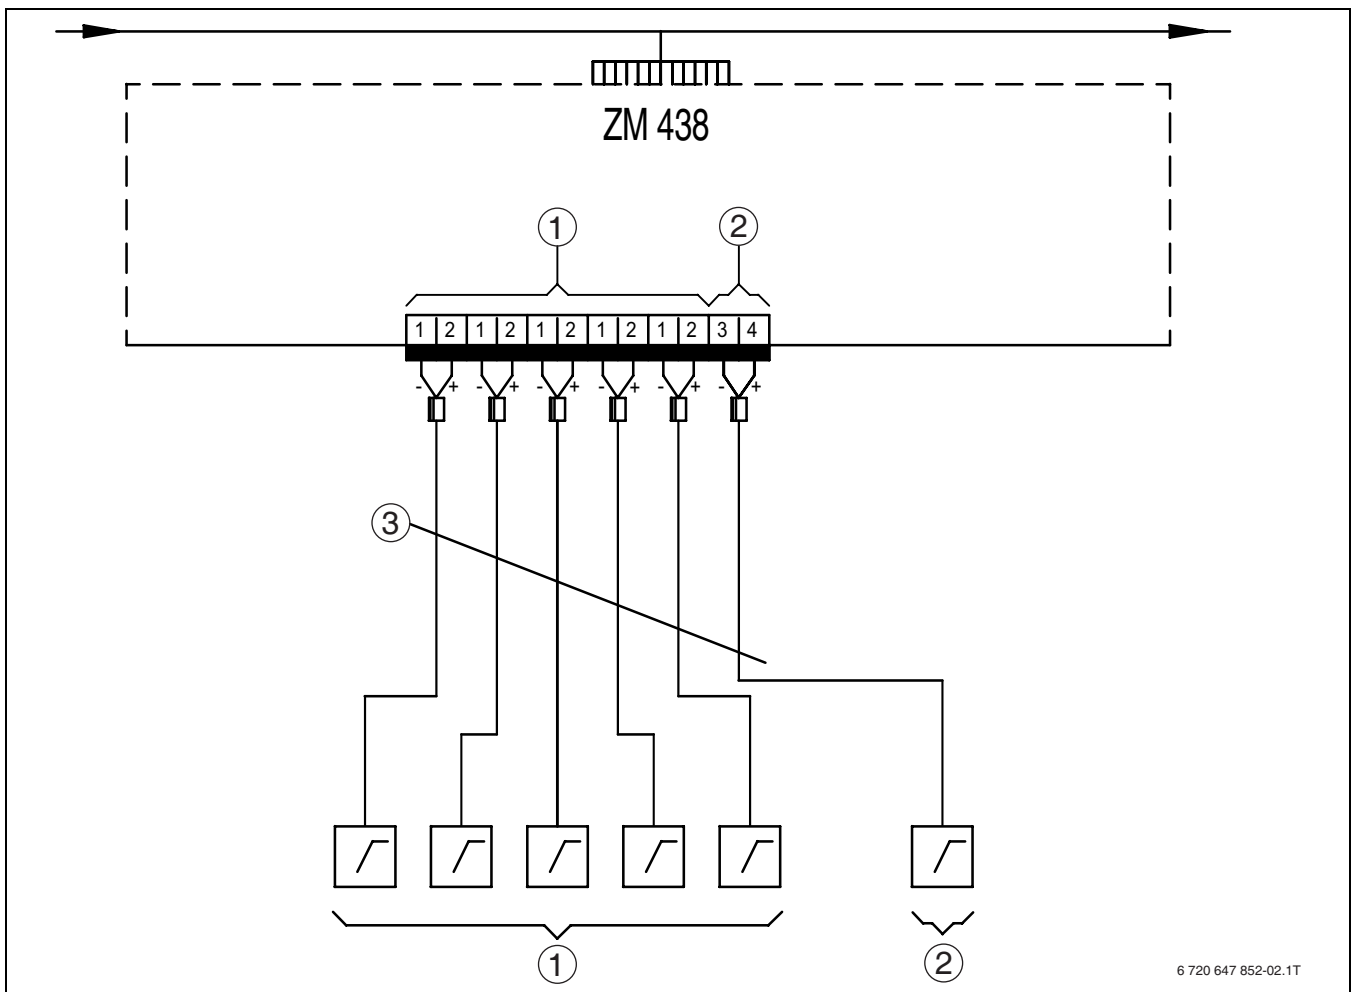 ZM 438
1 2
1 2 1 2 1 2 1 2 1 2 3 4
- + - + - + - + - + - +
3
1 2
6 720 647 852-02.1T